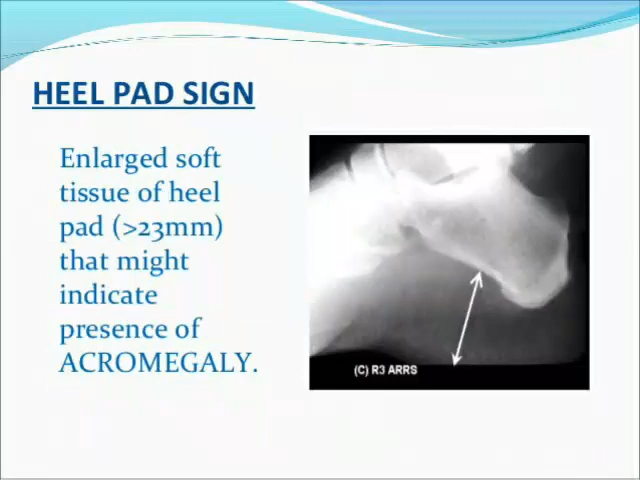 HEEL PAD SIGN
Enlarged soft
tissue of heel
pad (>23mm)
that might
indicate
presence of
ACROMEGALY.
(C) R3 ARRS